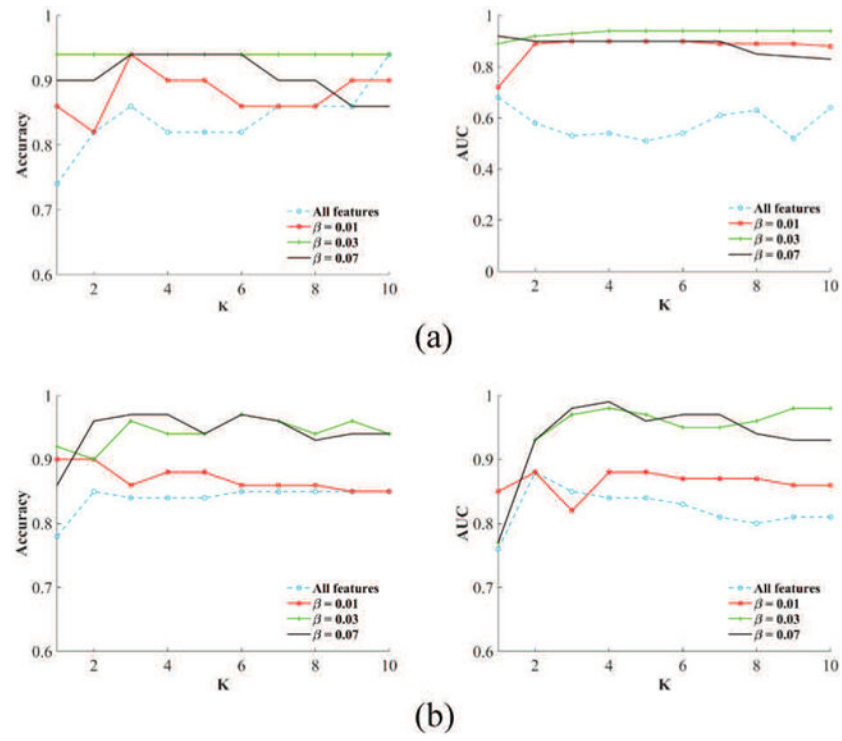 1
0.9
0.8
0.7
0.6
Accuracy
2 4 6 8 10
K
All features
β = 0.01
β = 0.03
β = 0.07
1
0.8
0.6
0.4
0.2
0
AUC
2 4 6 8 10
K
All features
β = 0.01
β = 0.03
β = 0.07
(a)
1
0.9
0.8
0.7
0.6
Accuracy
2 4 6 8 10
K
All features
β = 0.01
β = 0.03
β = 0.07
1
0.9
0.8
0.7
0.6
AUC
2 4 6 8 10
K
All features
β = 0.01
β = 0.03
β = 0.07
(b)